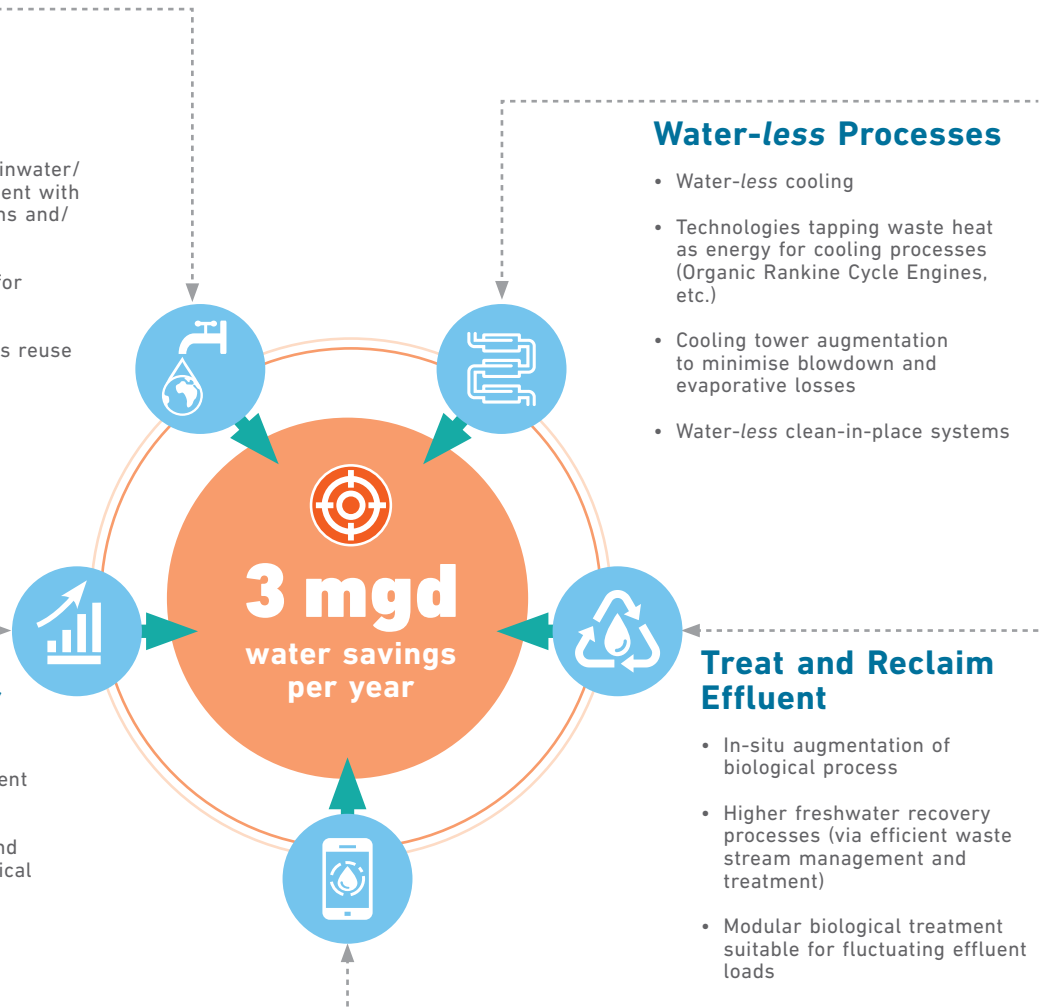 inwater/
ent with
ns and/
for
s reuse
Water-less Processes
• Water-less cooling
• Technologies tapping waste heat
as energy for cooling processes
(Organic Rankine Cycle Engines,
etc.)
• Cooling tower augmentation
to minimise blowdown and
evaporative losses
• Water-less clean-in-place systems
3 mgd
water savings
per year
ent
nd
ical
Treat and Reclaim
Effluent
• In-situ augmentation of
biological process
• Higher freshwater recovery
processes (via efficient waste
stream management and
treatment)
• Modular biological treatment
suitable for fluctuating effluent
loads